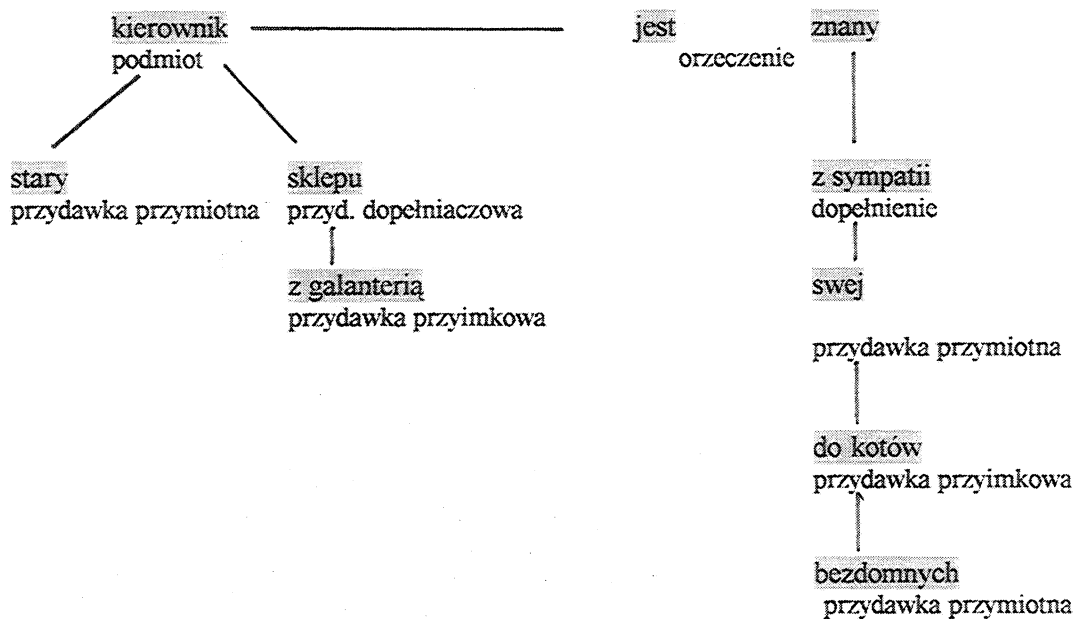 kierownik jest znany
podmiot orzeczenie
stary sklepu z sympatii
przydawka przymiotna przyd. dopełniaczowa dopełnienie
z galanterią swej
przydawka przyimkowa
przydawka przymiotna
do kotów
przydawka przyimkowa
bezdomnych
przydawka przymiotna